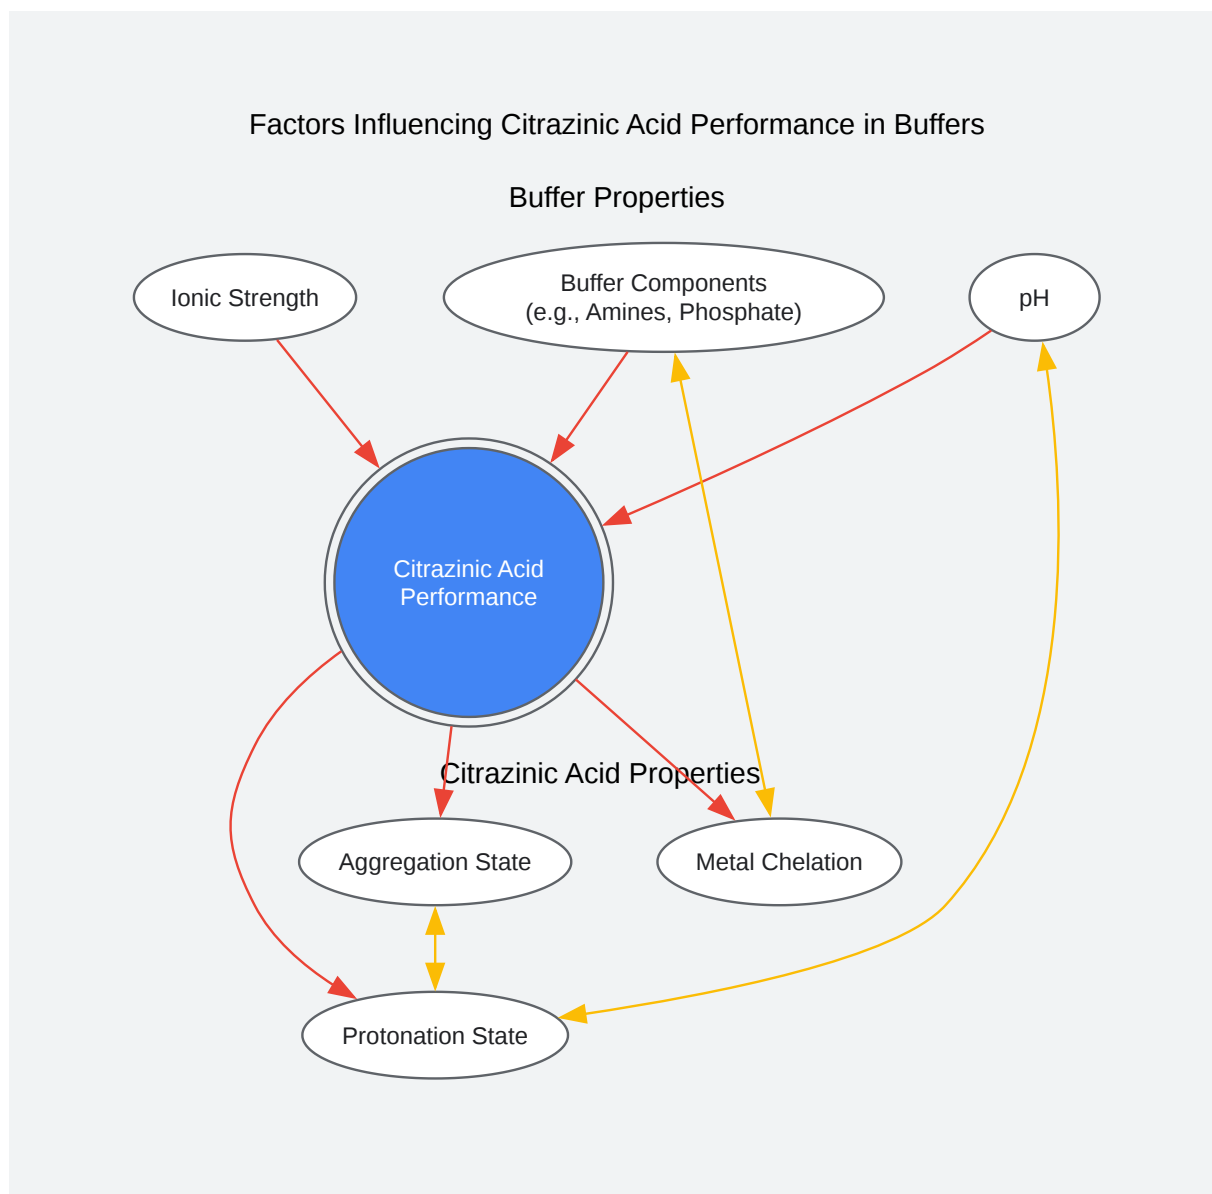 Factors Influencing Citrazinic Acid Performance in Buffers
Buffer Properties
Ionic Strength
Buffer Components
(e.g., Amines, Phosphate)
pH
Citrazinic Acid
Performance
Citrazinic Acid Properties
Aggregation State
Metal Chelation
Protonation State